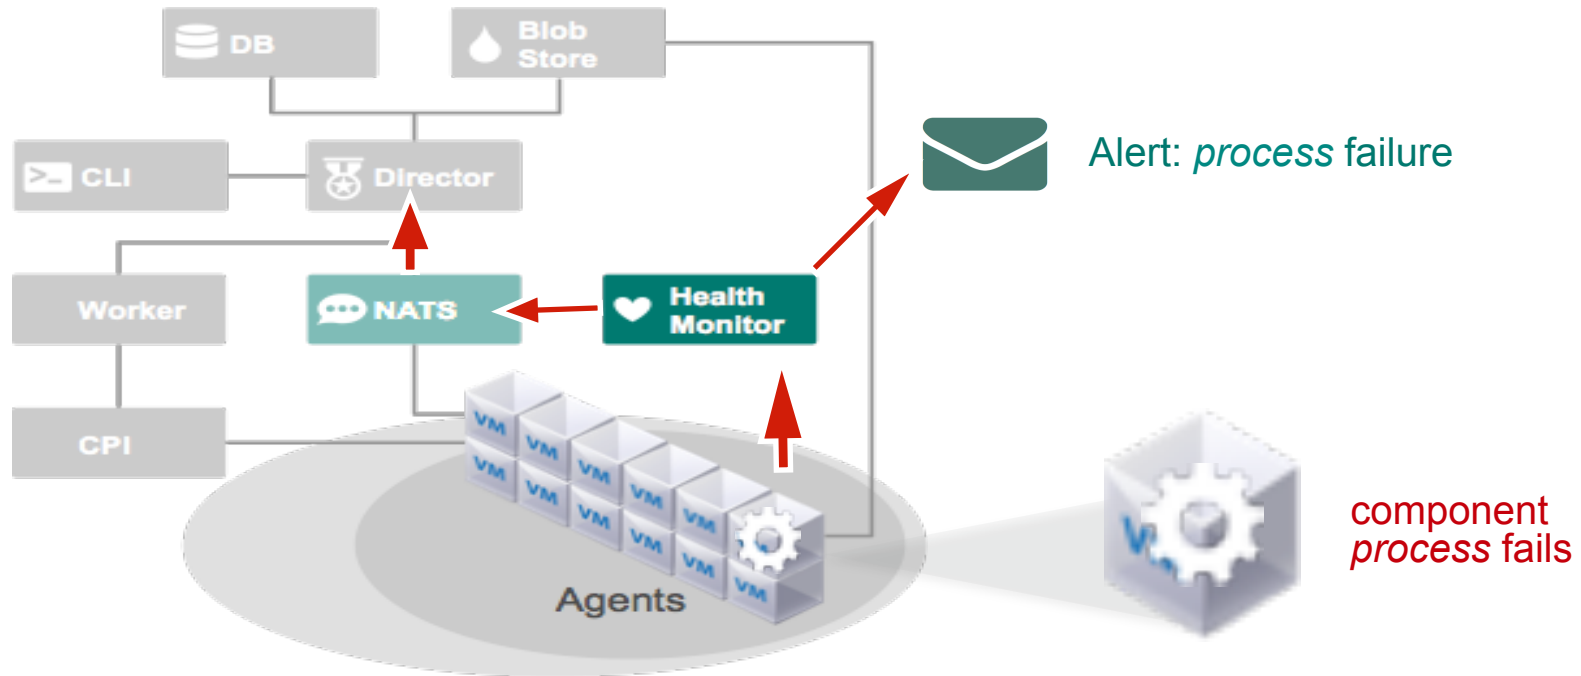 DB
Blob
Store
>_ CLI
Director
Alert: process failure
Worker
NATS
Health
Monitor
CPI
VM
VM
VM
VM
VM
VM
VM
VM
VM
VM
VM
Agents
component
process fails